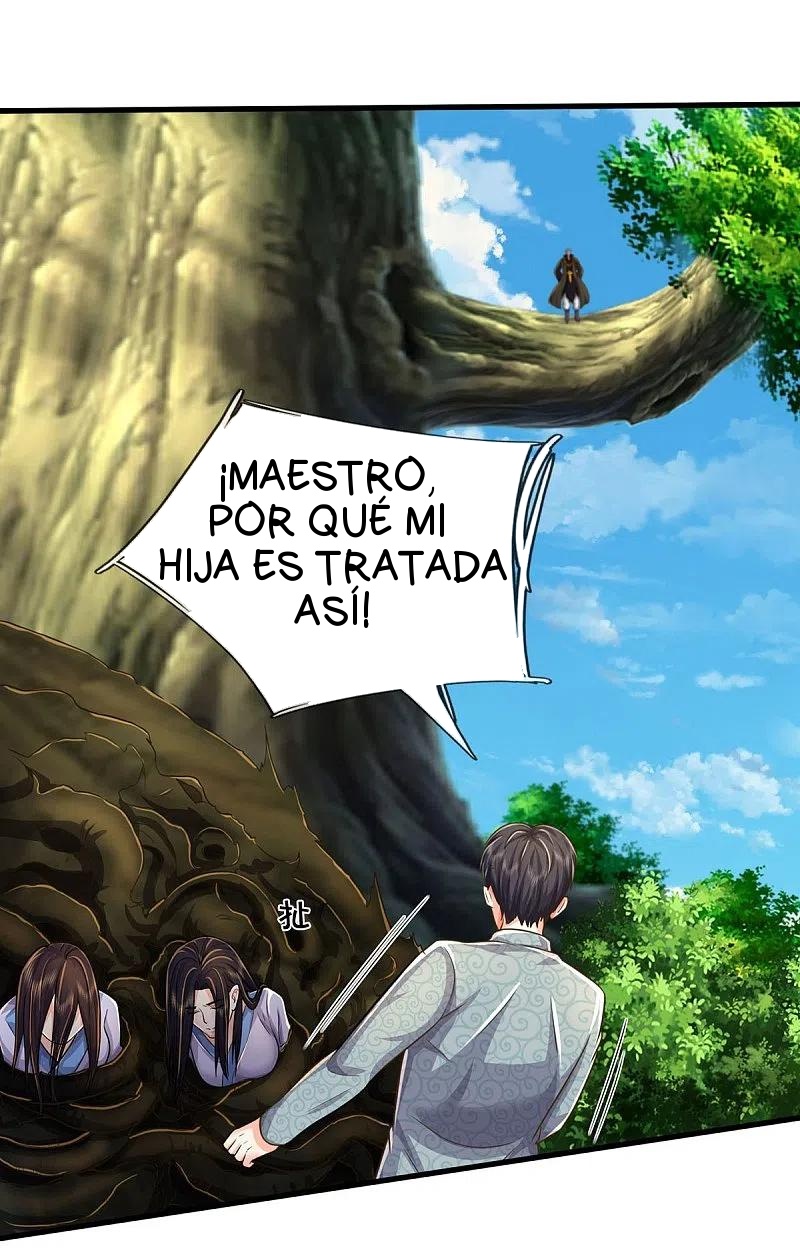 ¡MAESTRO,
POR QUÉ MI
HIJA ES TRATADA
ASÍ!
扯